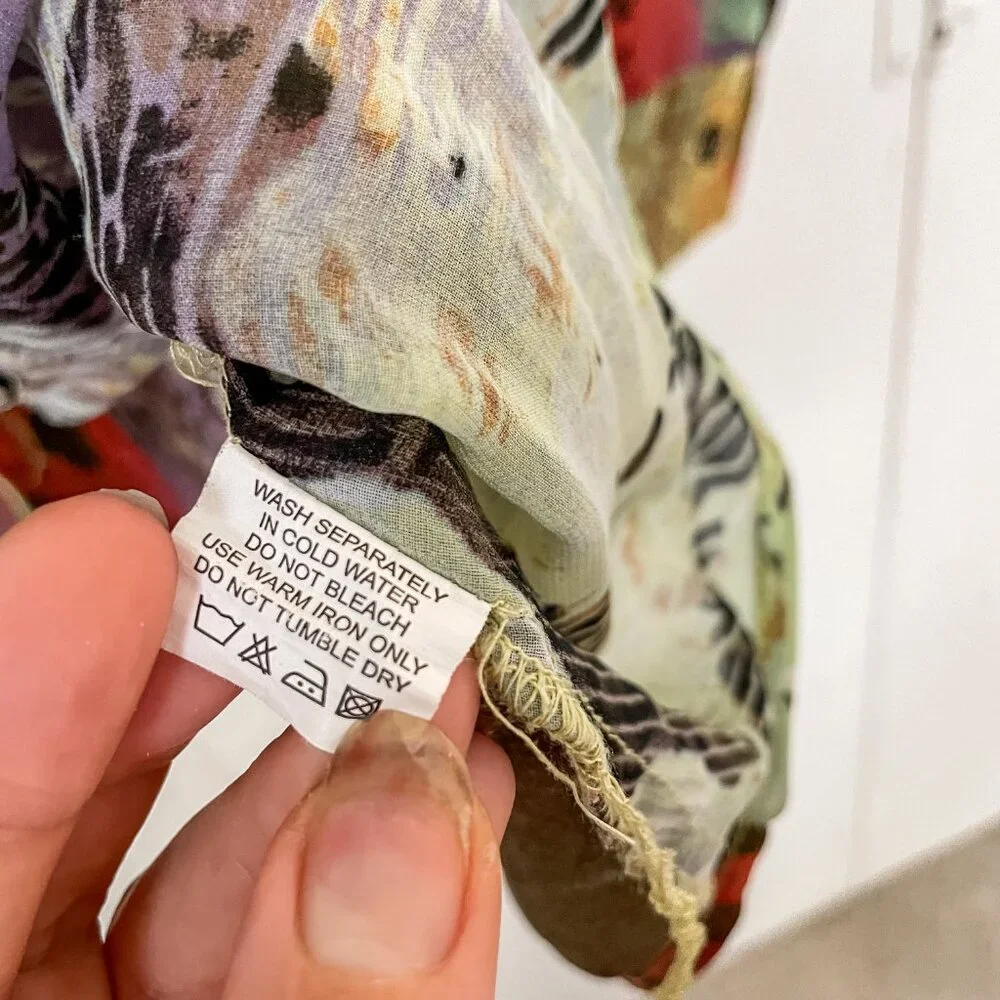 WASH SEPARATELY
IN COLD WATER
DO NOT BLEACH
USE WARM IRON ONLY
DO NOT TUMBLE DRY